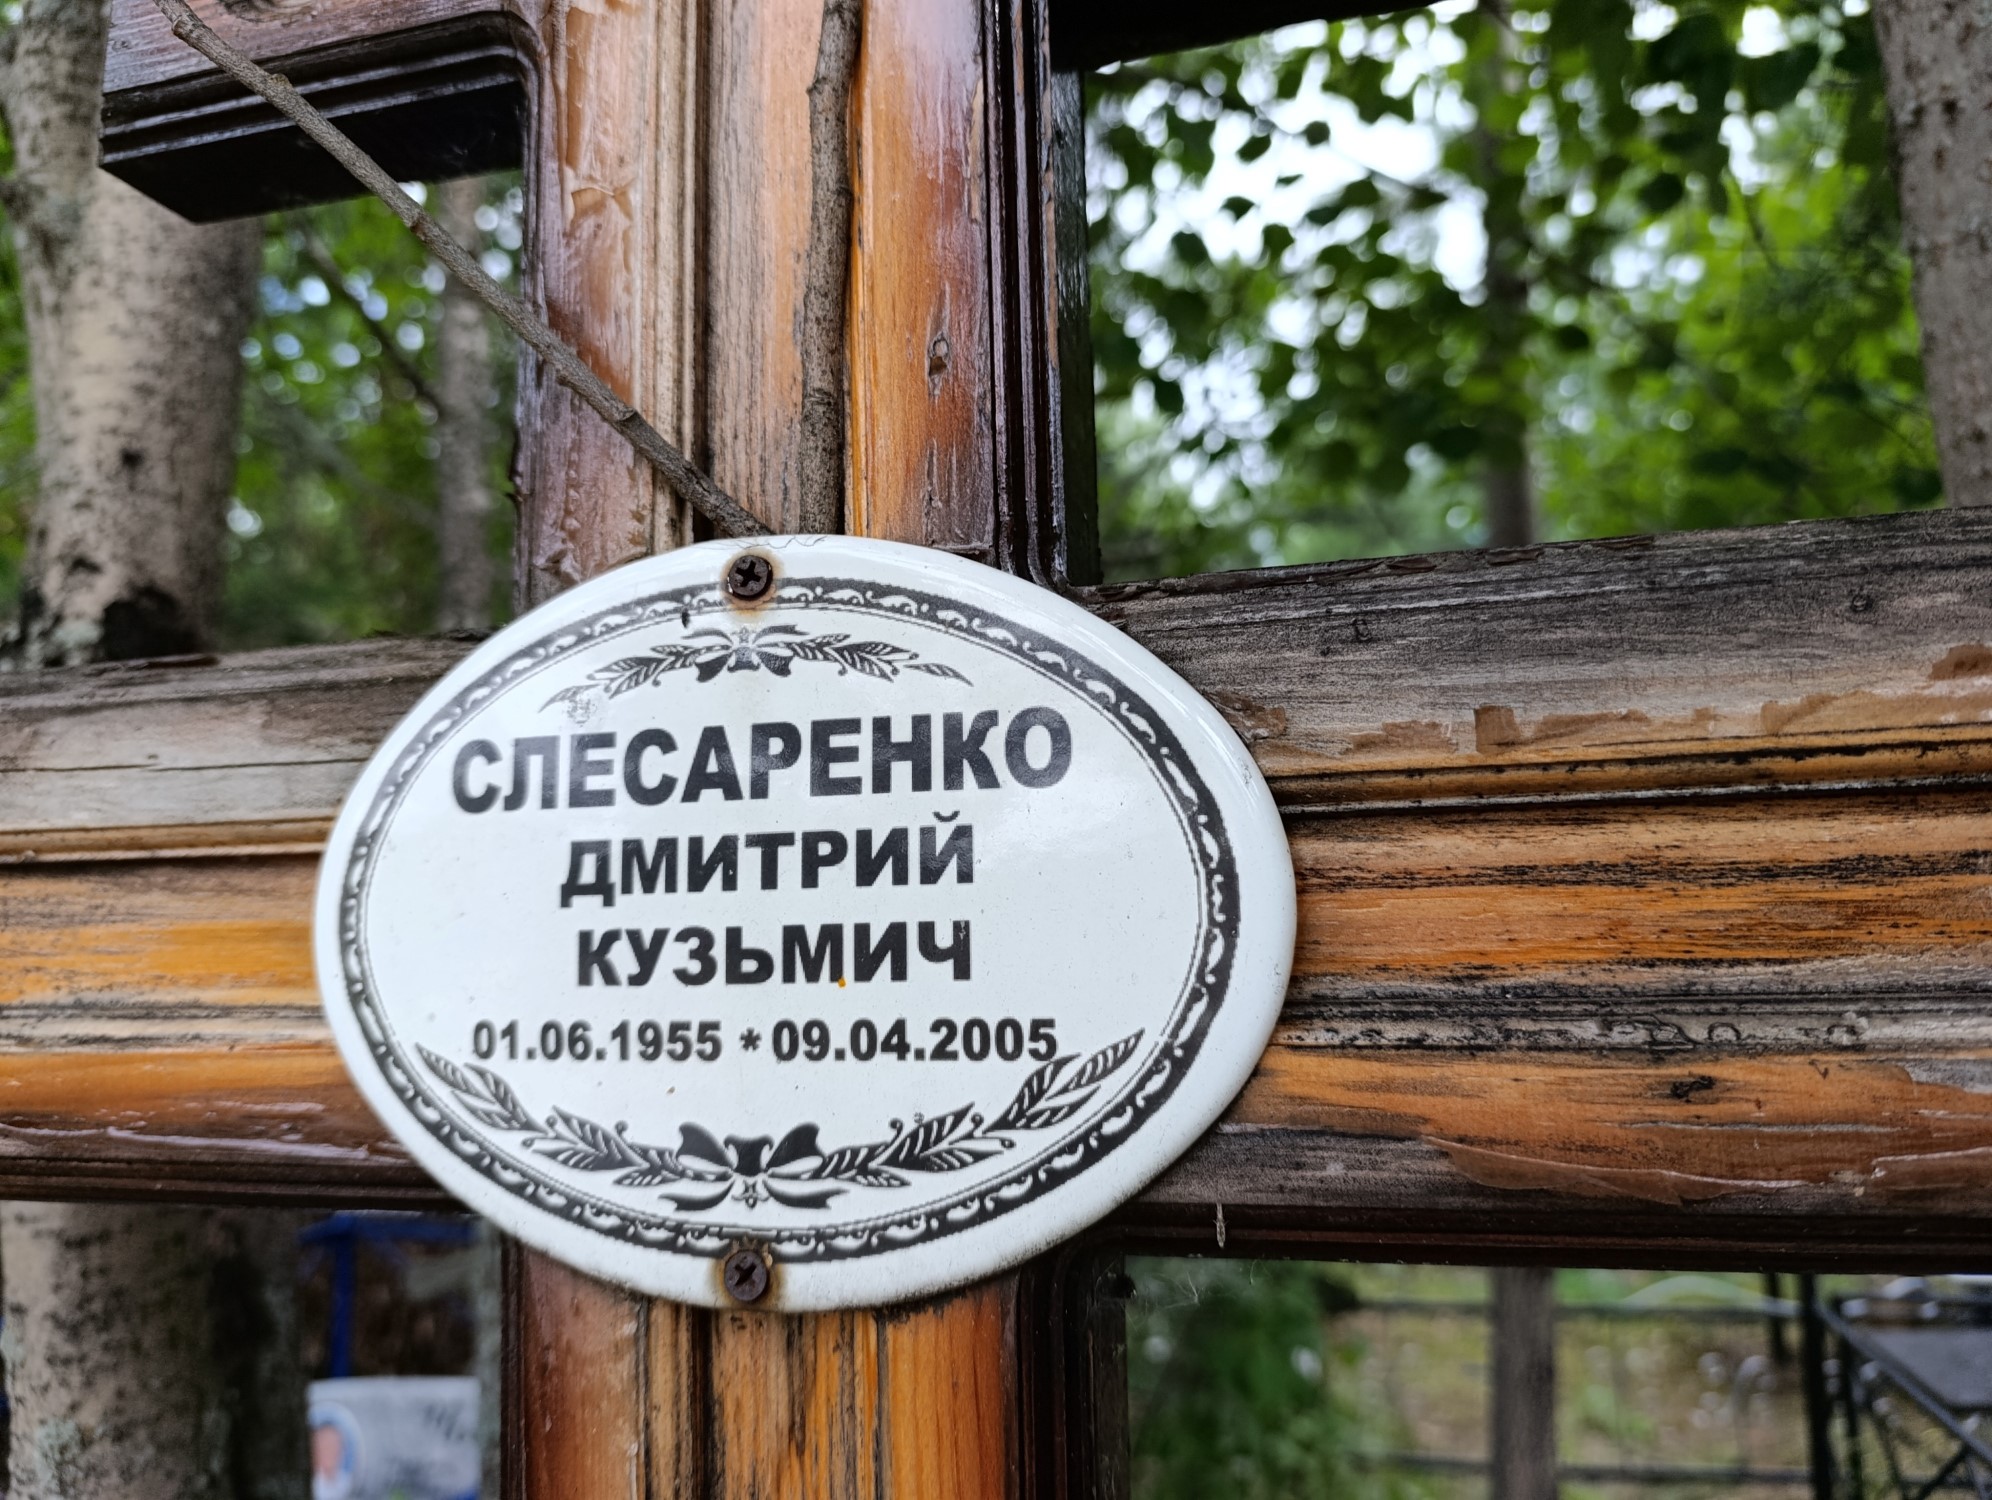 СЛЕСАРЕНКО
ДМИТРИЙ
КУЗЬМИЧ
01.06.1955 * 09.04.2005